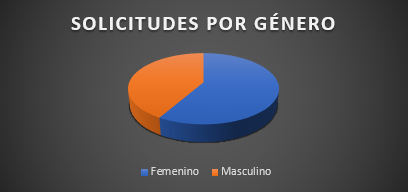 SOLICITUDES POR GÉNERO
Femenino Masculino